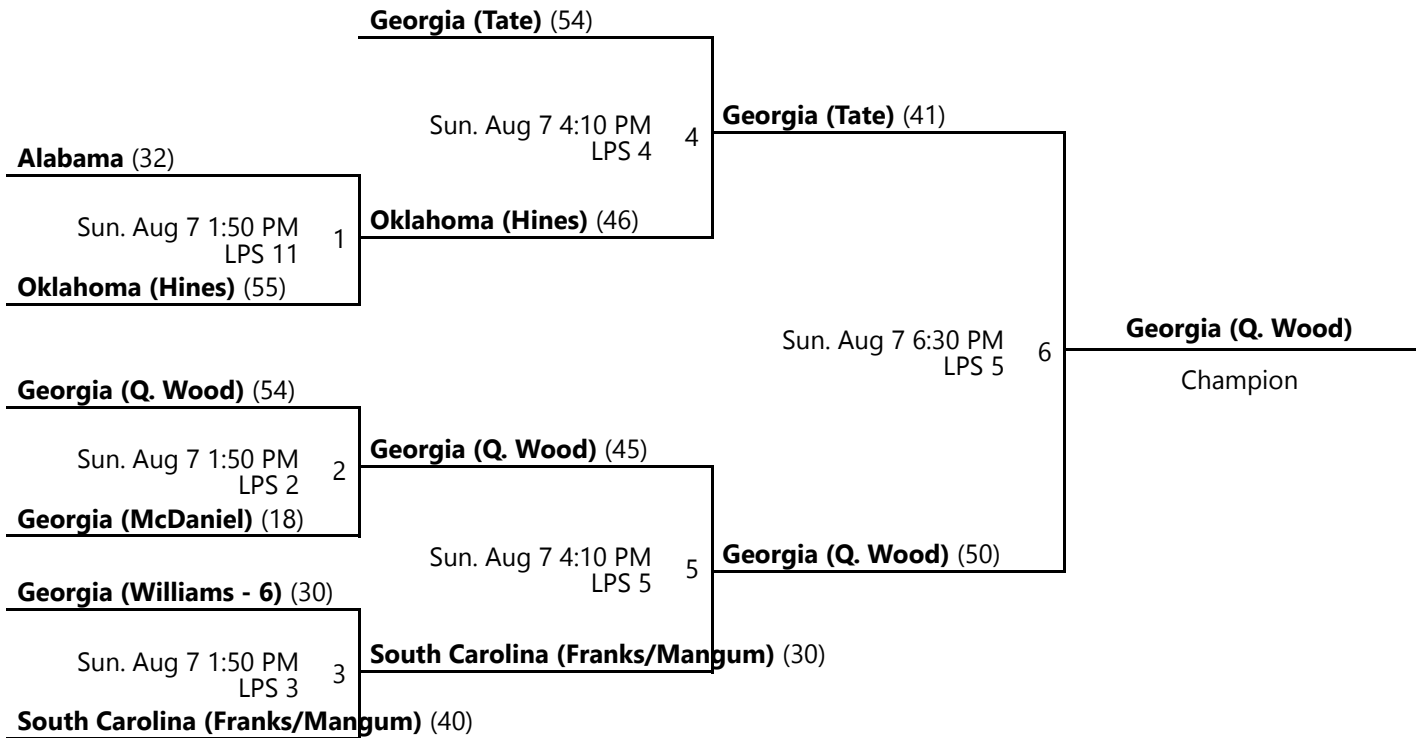 Georgia (Tate) (54)
Sun. Aug 7 4:10 PM
LPS 4
4
Georgia (Tate) (41)
Alabama (32)
Sun. Aug 7 1:50 PM
LPS 11
1
Oklahoma (Hines) (46)
Oklahoma (Hines) (55)
Sun. Aug 7 6:30 PM
LPS 5
6
Georgia (Q. Wood)
Champion
Georgia (Q. Wood) (54)
Sun. Aug 7 1:50 PM
LPS 2
2
Georgia (Q. Wood) (45)
Georgia (McDaniel) (18)
Sun. Aug 7 4:10 PM
LPS 5
5
Georgia (Q. Wood) (50)
Georgia (Williams - 6) (30)
Sun. Aug 7 1:50 PM
LPS 3
3
South Carolina (Franks/Mangum) (30)
South Carolina (Franks/Mangum) (40)